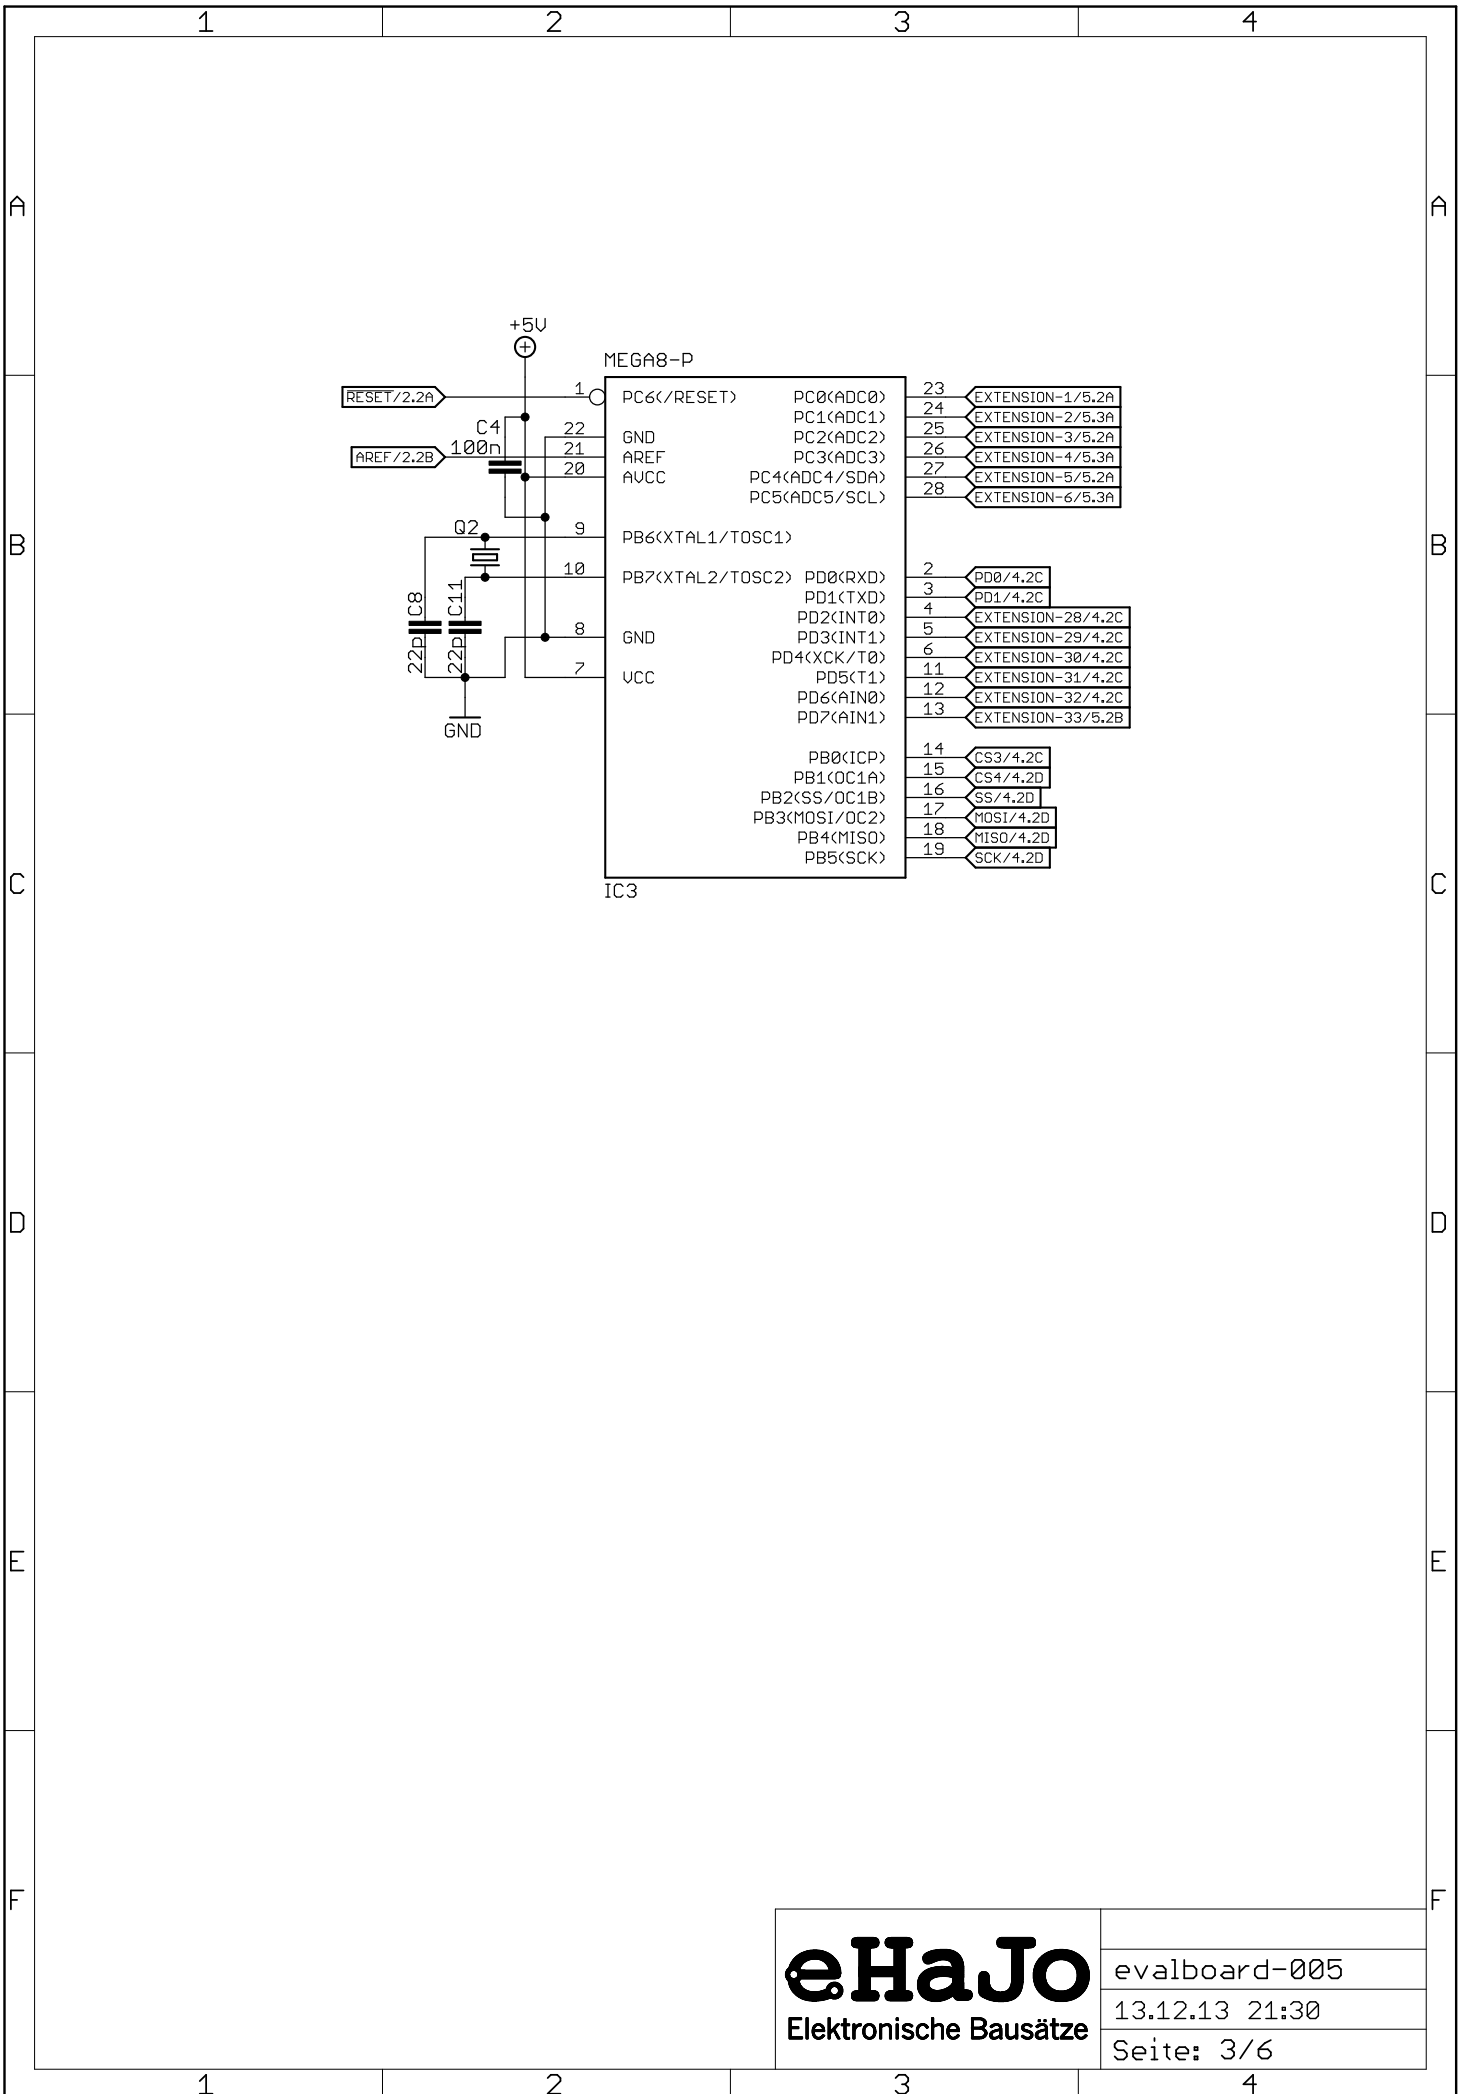 1 2 3 4
A A
+5V
MEGA8-P
RESET/2.2A 1 PC6(/RESET) PC0(ADC0) 23 EXTENSION-1/5.2A
PC1(ADC1) 24 EXTENSION-2/5.3A
C4 22 GND PC2(ADC2) 25 EXTENSION-3/5.2A
AREF/2.2B 100n 21 AREF PC3(ADC3) 26 EXTENSION-4/5.3A
20 AVCC PC4(ADC4/SDA) 27 EXTENSION-5/5.2A
PC5(ADC5/SCL) 28 EXTENSION-6/5.3A
B Q2 9 PB6(XTAL1/TOSC1) B
10 PB7(XTAL2/TOSC2) PD0(RXD) 2 PD0/4.2C
C8 C11 PD1(TXD) 3 PD1/4.2C
PD2(INT0) 4 EXTENSION-28/4.2C
8 GND PD3(INT1) 5 EXTENSION-29/4.2C
22p 22p PD4(XCK/T0) 6 EXTENSION-30/4.2C
7 VCC PD5(T1) 11 EXTENSION-31/4.2C
PD6(AIN0) 12 EXTENSION-32/4.2C
GND PD7(AIN1) 13 EXTENSION-33/5.2B
PB0(ICP) 14 CS3/4.2C
PB1(OC1A) 15 CS4/4.2D
PB2(SS/OC1B) 16 SS/4.2D
PB3(MOSI/OC2) 17 MOSI/4.2D
PB4(MISO) 18 MISO/4.2D
PB5(SCK) 19 SCK/4.2D
C IC3 C
D D
E E
F F
eHaJo
Elektronische Bausätze
evalboard-005
13.12.13 21:30
Seite: 3/6
1 2 3 4